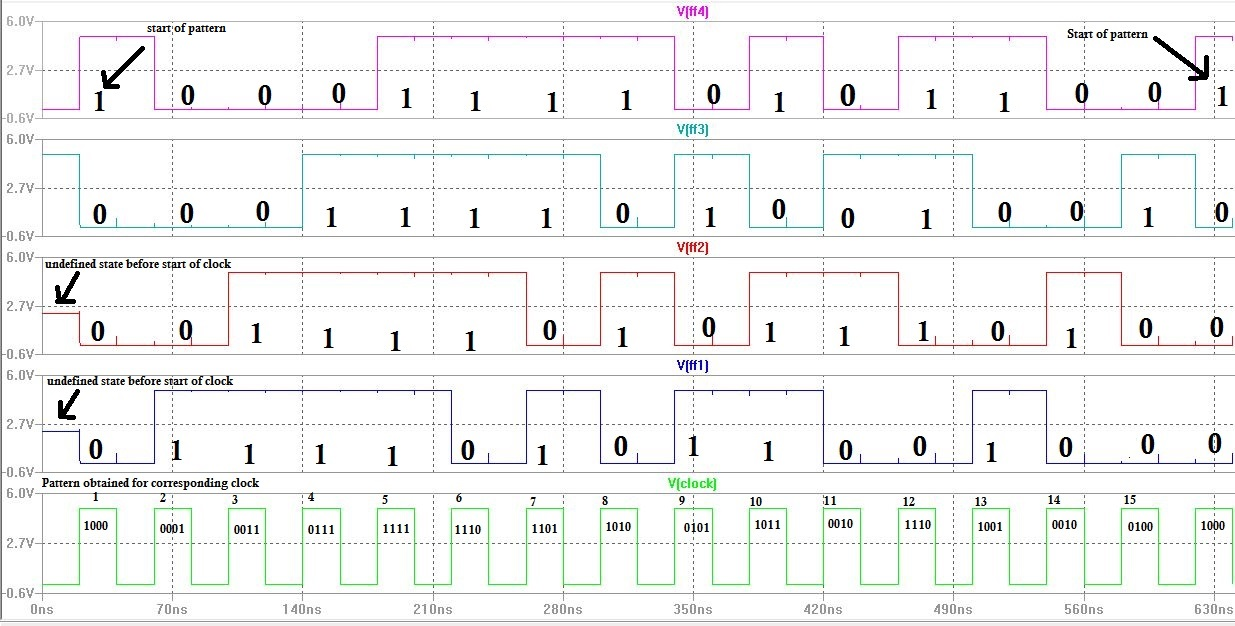 V(ff4)
6.0V
start of pattern
Start of pattern
2.7V
1 0 0 0 1 1 1 1 0 1 0 1 1 0 0 1
-0.6V
V(ff3)
6.0V
2.7V
0 0 0 1 1 1 1 0 1 0 0 1 0 0 1 0
-0.6V
V(ff2)
6.0V
undefined state before start of clock
2.7V
0 0 1 1 1 1 0 1 0 1 1 1 0 1 0 0
-0.6V
V(ff1)
6.0V
undefined state before start of clock
2.7V
0 1 1 1 1 0 1 0 1 1 0 0 1 0 0 0
-0.6V
Pattern obtained for corresponding clock
V(clock)
6.0V
1 2 3 4 5 6 7 8 9 10 11 12 13 14 15
1000 0001 0011 0111 1111 1110 1101 1010 0101 1011 0010 1110 1001 0010 0100 1000
2.7V
-0.6V
0ns 70ns 140ns 210ns 280ns 350ns 420ns 490ns 560ns 630ns